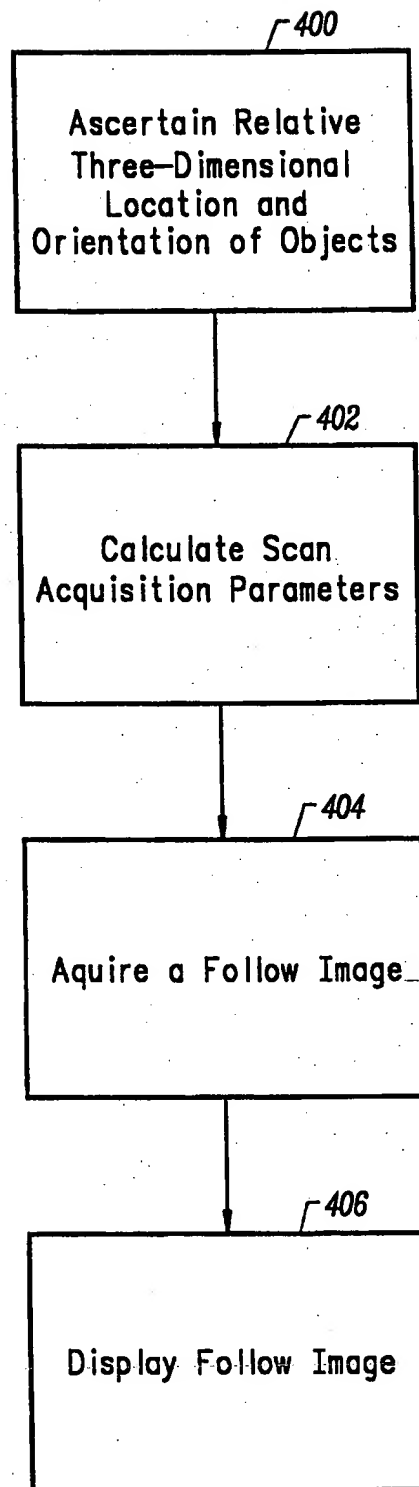 400
Ascertain Relative
Three-Dimensional
Location and
Orientation of Objects
402
Calculate Scan
Acquisition Parameters
404
Aquire a Follow Image
406
Display Follow Image